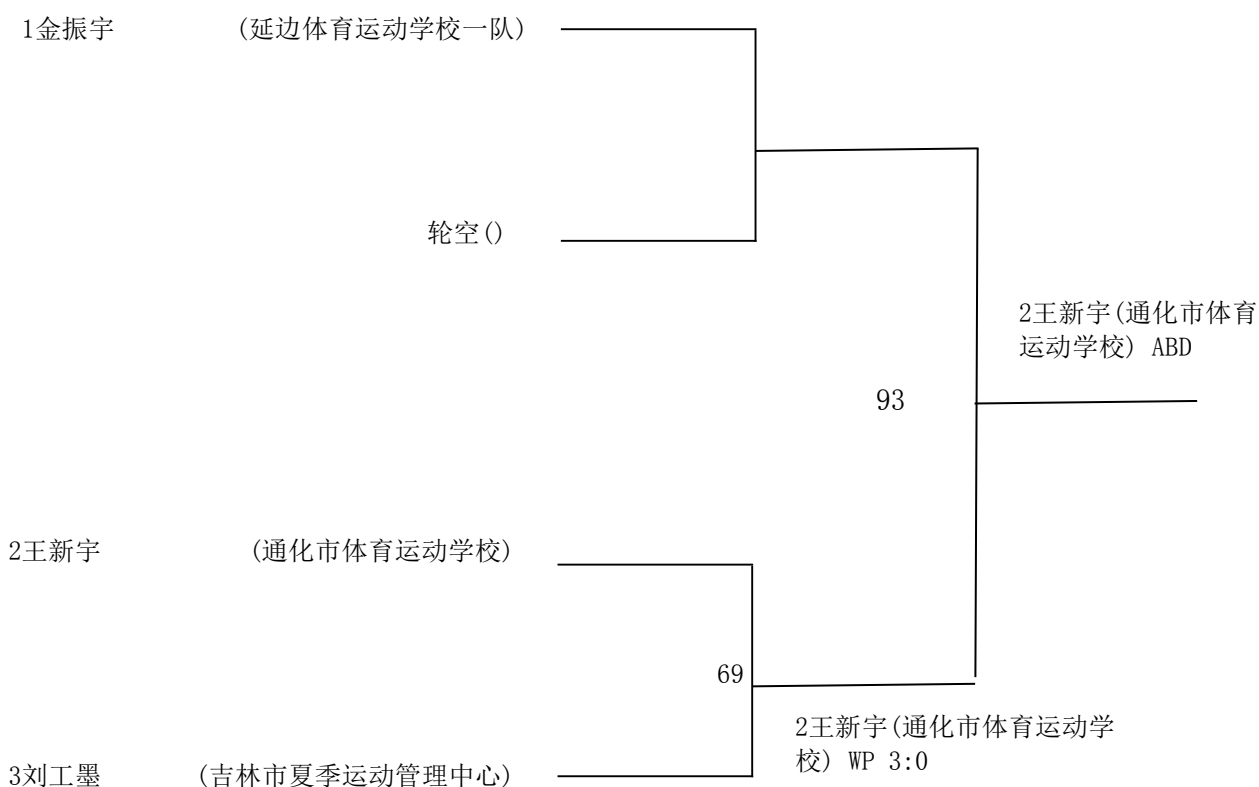 1金振宇 (延边体育运动学校一队)
轮空()
2王新宇(通化市体育
运动学校) ABD
93
2王新宇 (通化市体育运动学校)
69
2王新宇(通化市体育运动学
校) WP 3:0
3刘工墨 (吉林市夏季运动管理中心)